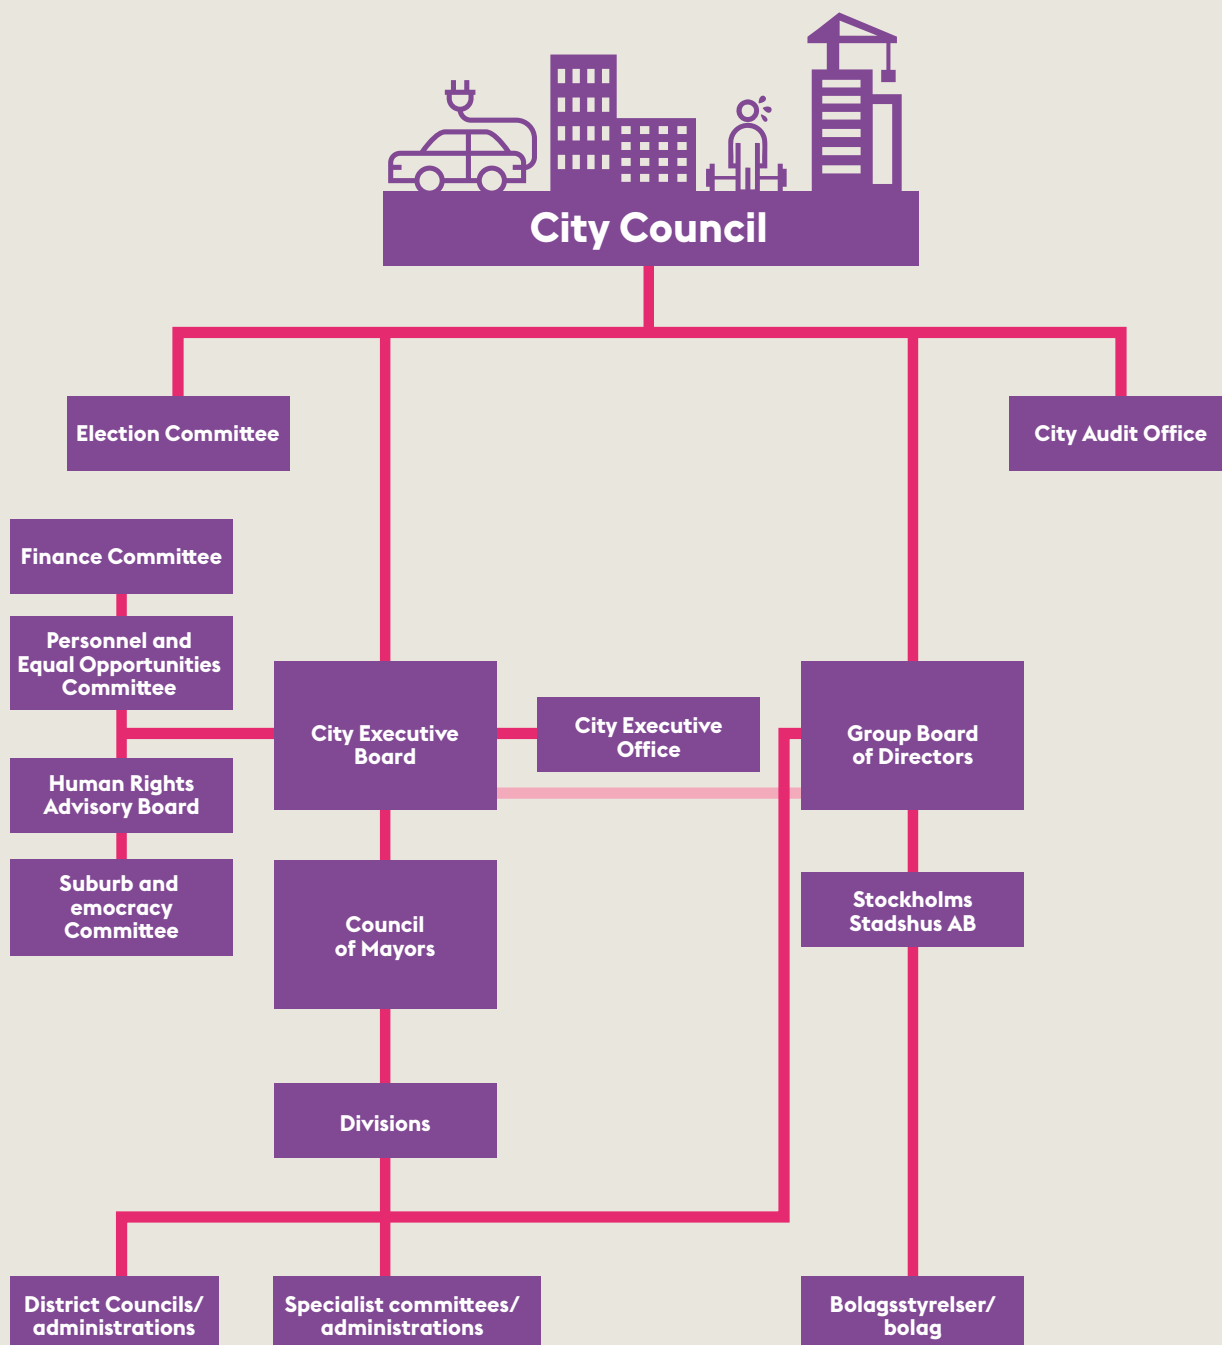 City Council
Election Committee
City Audit Office
Finance Committee
Personnel and
Equal Opportunities
Committee
City Executive
Board
City Executive
Office
Group Board
of Directors
Human Rights
Advisory Board
Suburb and
emocracy
Committee
Council
of Mayors
Stockholms
Stadshus AB
Divisions
District Councils/
administrations
Specialist committees/
administrations
Bolagsstyrelser/
bolag